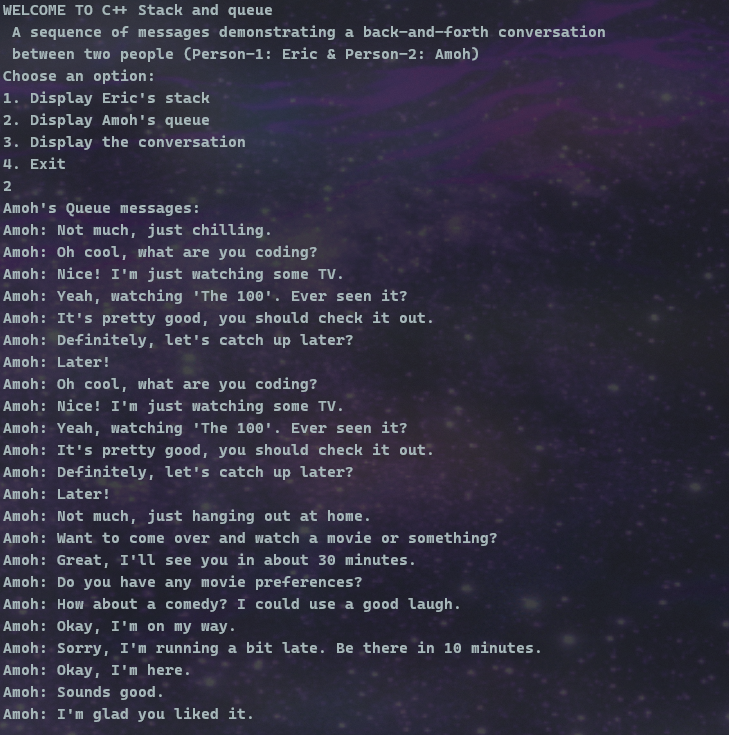 WELCOME TO C++ Stack and queue
A sequence of messages demonstrating a back-and-forth conversation
between two people (Person-1: Eric & Person-2: Amoh)
Choose an option:
1. Display Eric's stack
2. Display Amoh's queue
3. Display the conversation
4. Exit
2
Amoh's Queue messages:
Amoh: Not much, just chilling.
Amoh: Oh cool, what are you coding?
Amoh: Nice! I'm just watching some TV.
Amoh: Yeah, watching 'The 100'. Ever seen it?
Amoh: It's pretty good, you should check it out.
Amoh: Definitely, let's catch up later?
Amoh: Later!
Amoh: Oh cool, what are you coding?
Amoh: Nice! I'm just watching some TV.
Amoh: Yeah, watching 'The 100'. Ever seen it?
Amoh: It's pretty good, you should check it out.
Amoh: Definitely, let's catch up later?
Amoh: Later!
Amoh: Not much, just hanging out at home.
Amoh: Want to come over and watch a movie or something?
Amoh: Great, I'll see you in about 30 minutes.
Amoh: Do you have any movie preferences?
Amoh: How about a comedy? I could use a good laugh.
Amoh: Okay, I'm on my way.
Amoh: Sorry, I'm running a bit late. Be there in 10 minutes.
Amoh: Okay, I'm here.
Amoh: Sounds good.
Amoh: I'm glad you liked it.